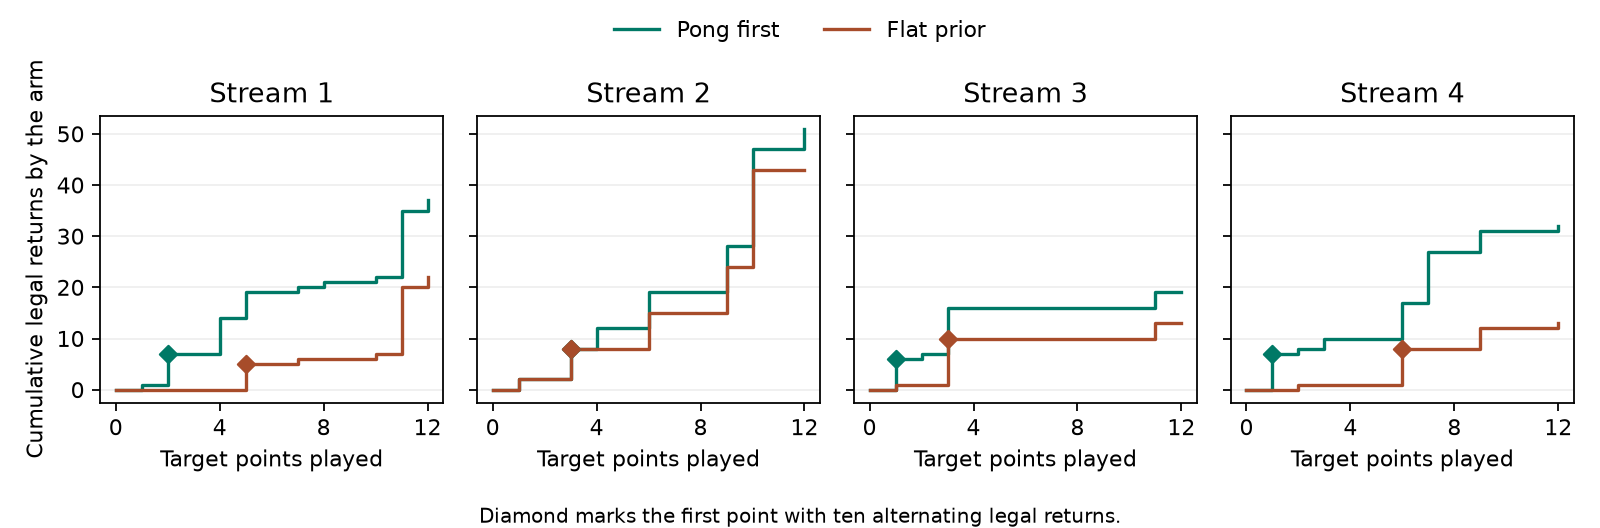 Pong first
Flat prior
Cumulative legal returns by the arm
Stream 1
Stream 2
Stream 3
Stream 4
50
40
30
20
10
0
0 4 8 12
0 4 8 12
0 4 8 12
0 4 8 12
Target points played
Target points played
Target points played
Target points played
Diamond marks the first point with ten alternating legal returns.